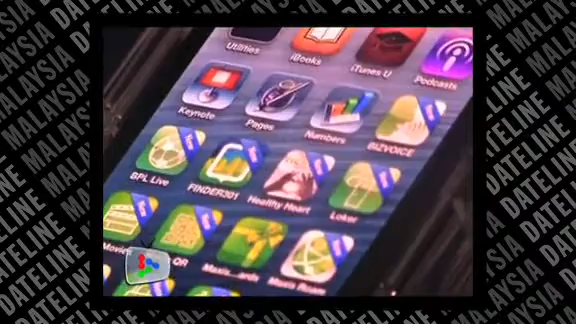 Utilities
iBooks
iTunes U
Podcasts
Keynote
Pages
Numbers
BIZVOICE
BPL Live
FINDER301
Healthy Heart
Loker
Movie
QR
Maxis...ards
Maxis Roam
DATELINE
MALAYSIA